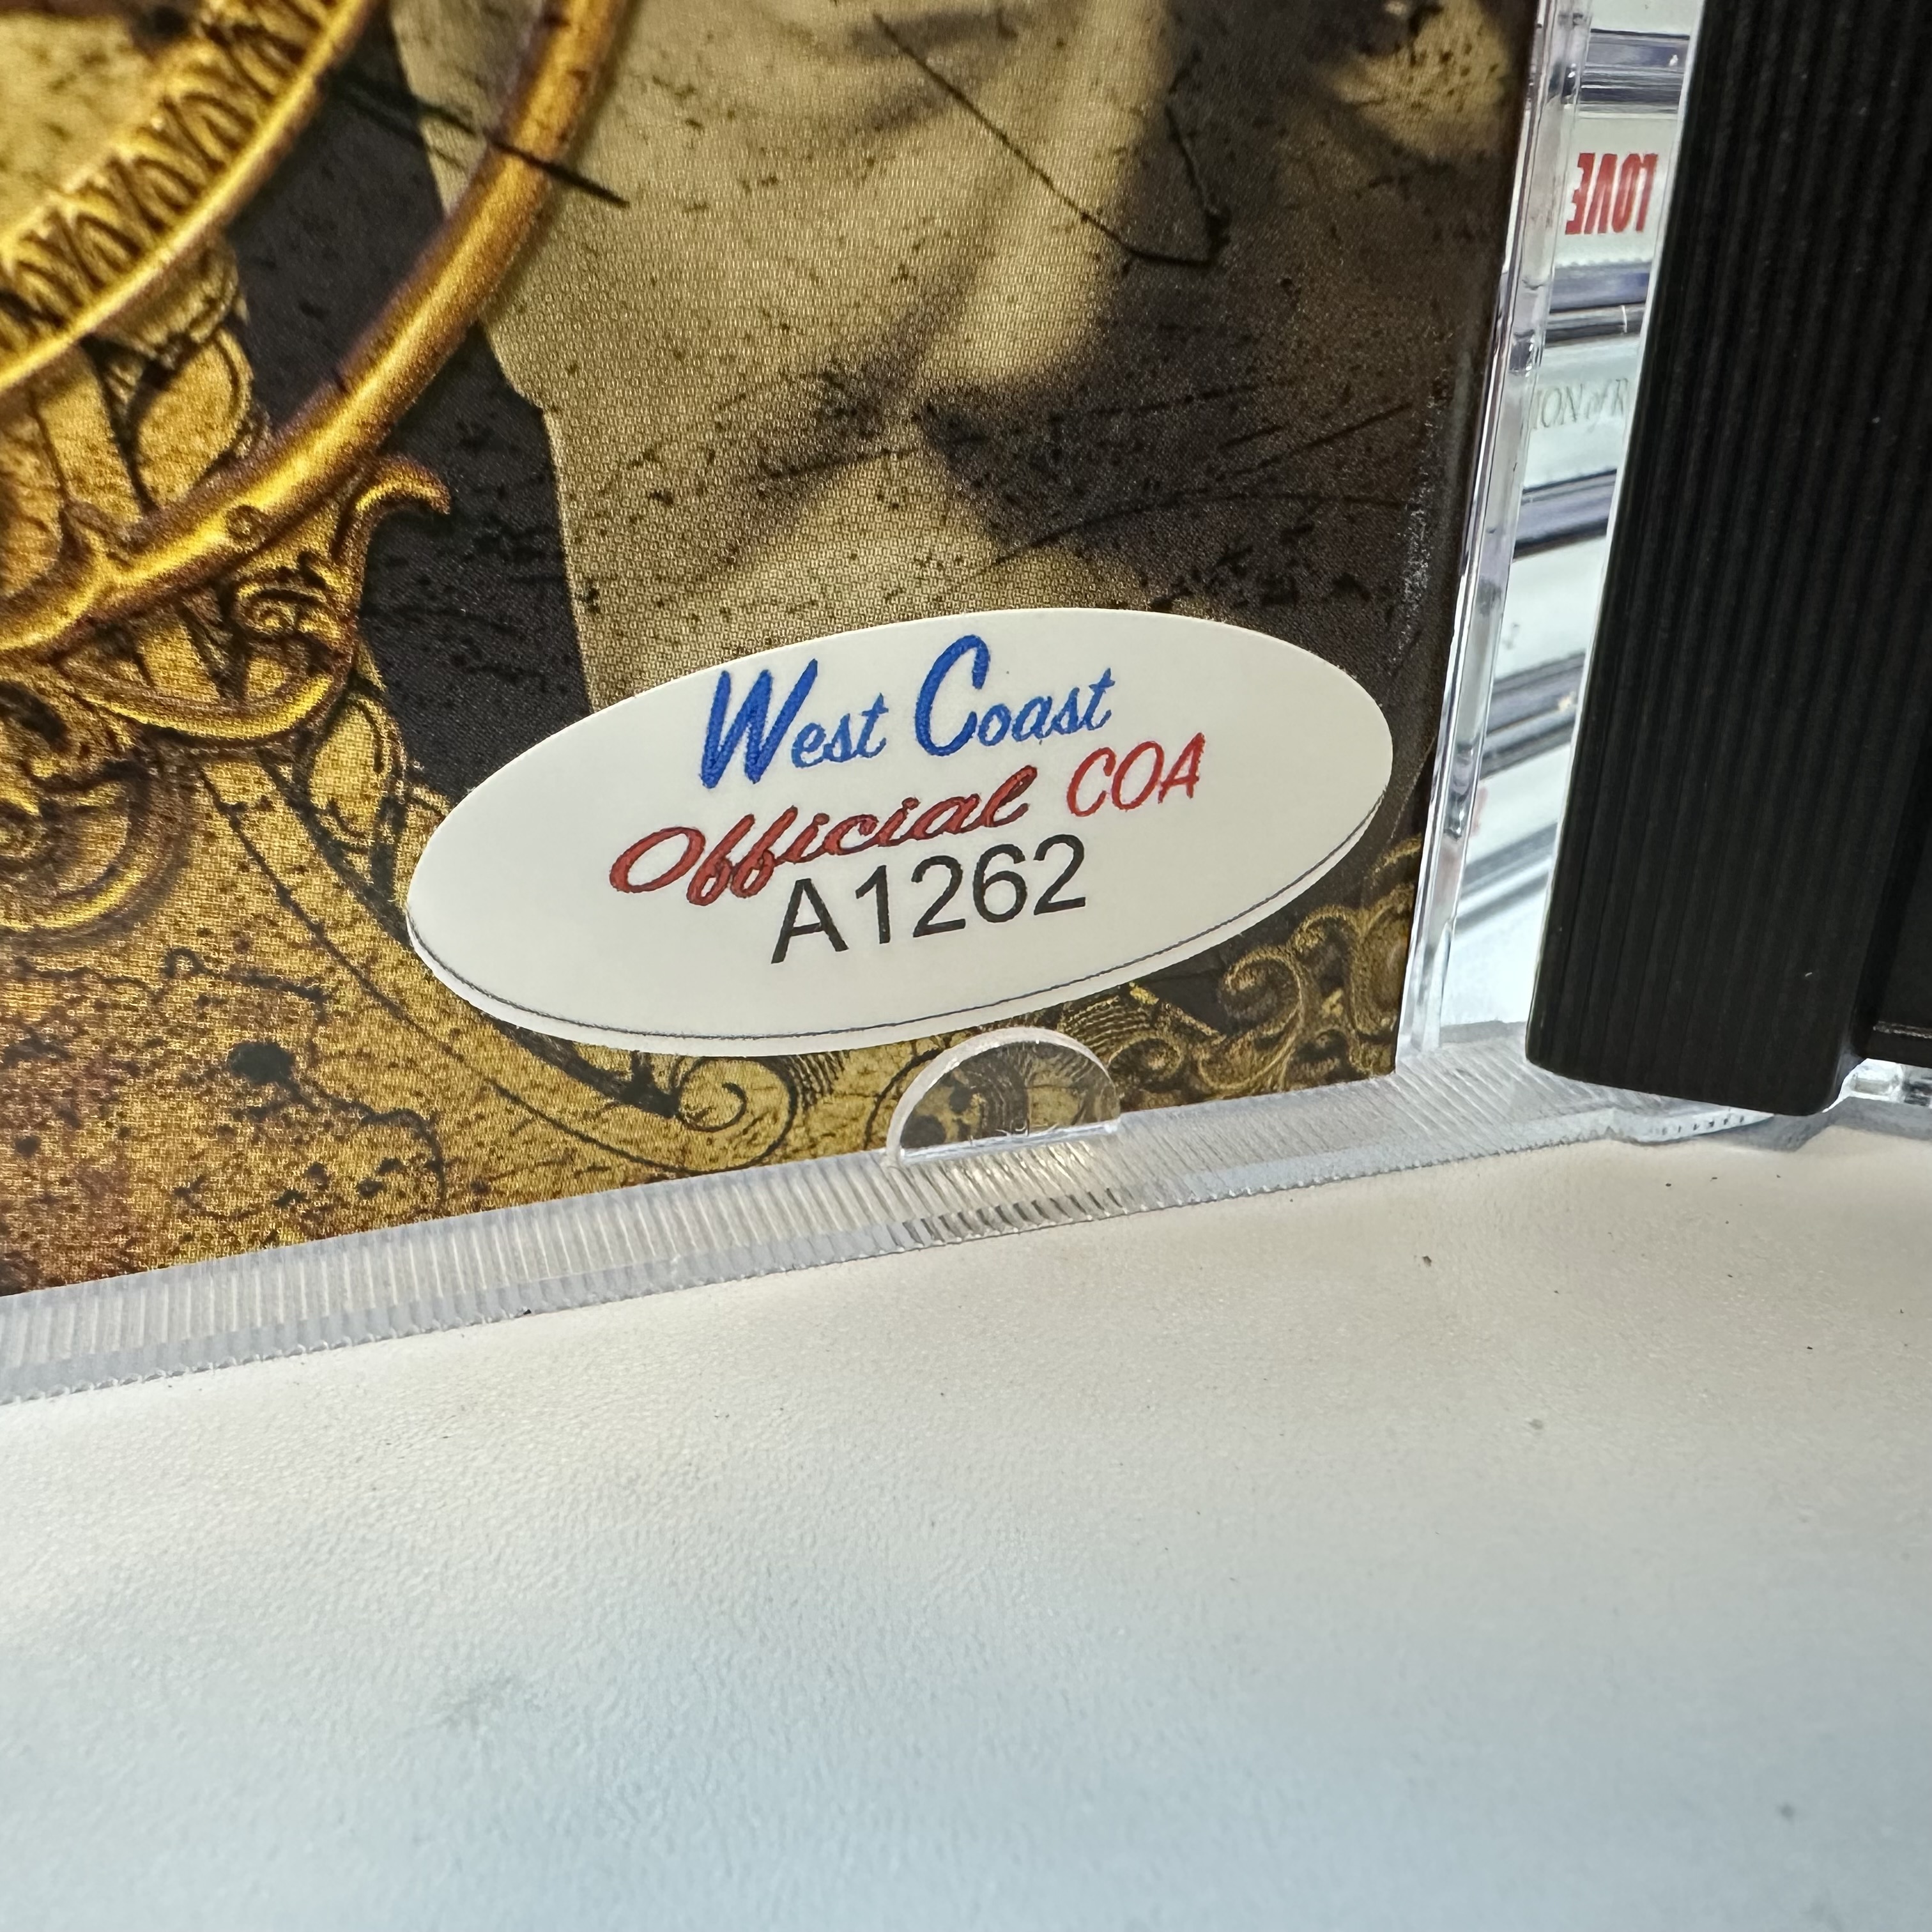 West Coast
Official COA
A1262
LOVE